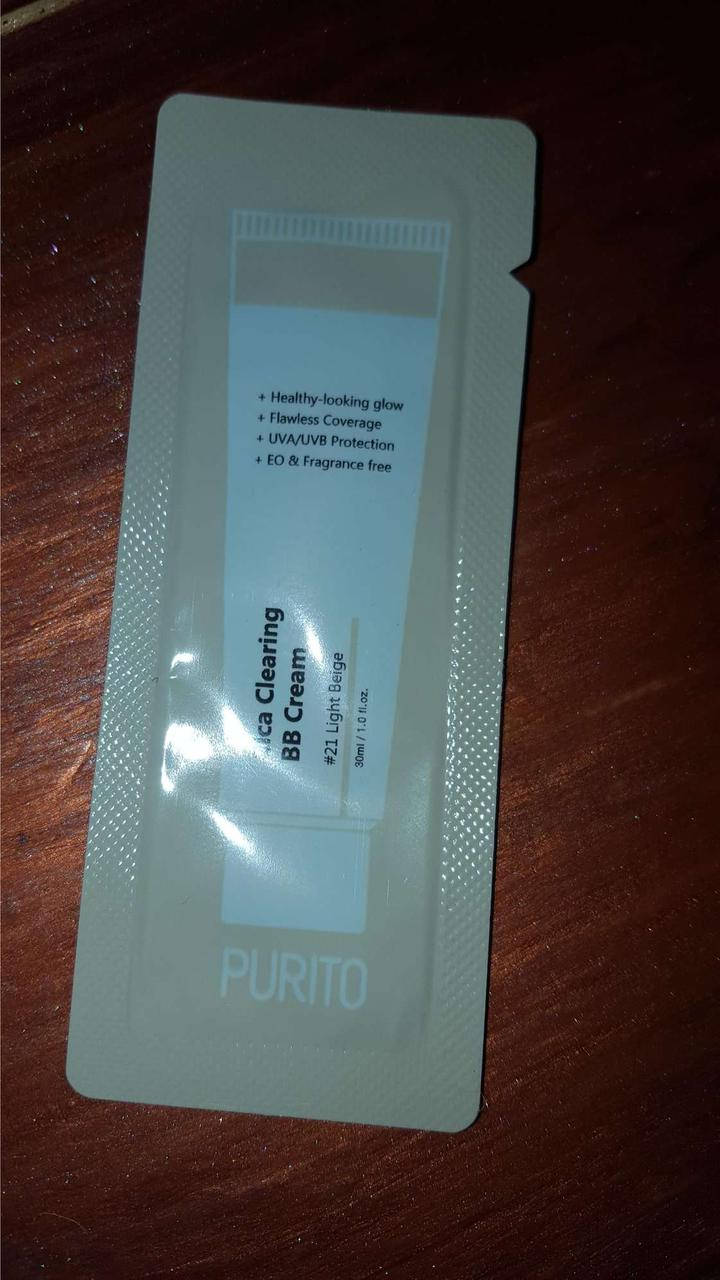 + Healthy-looking glow
+ Flawless Coverage
+ UVA/UVB Protection
+ EO & Fragrance free
Clearing
BB Cream
#21 Light Beige
30ml / 1.0 fl.oz.
PURITO